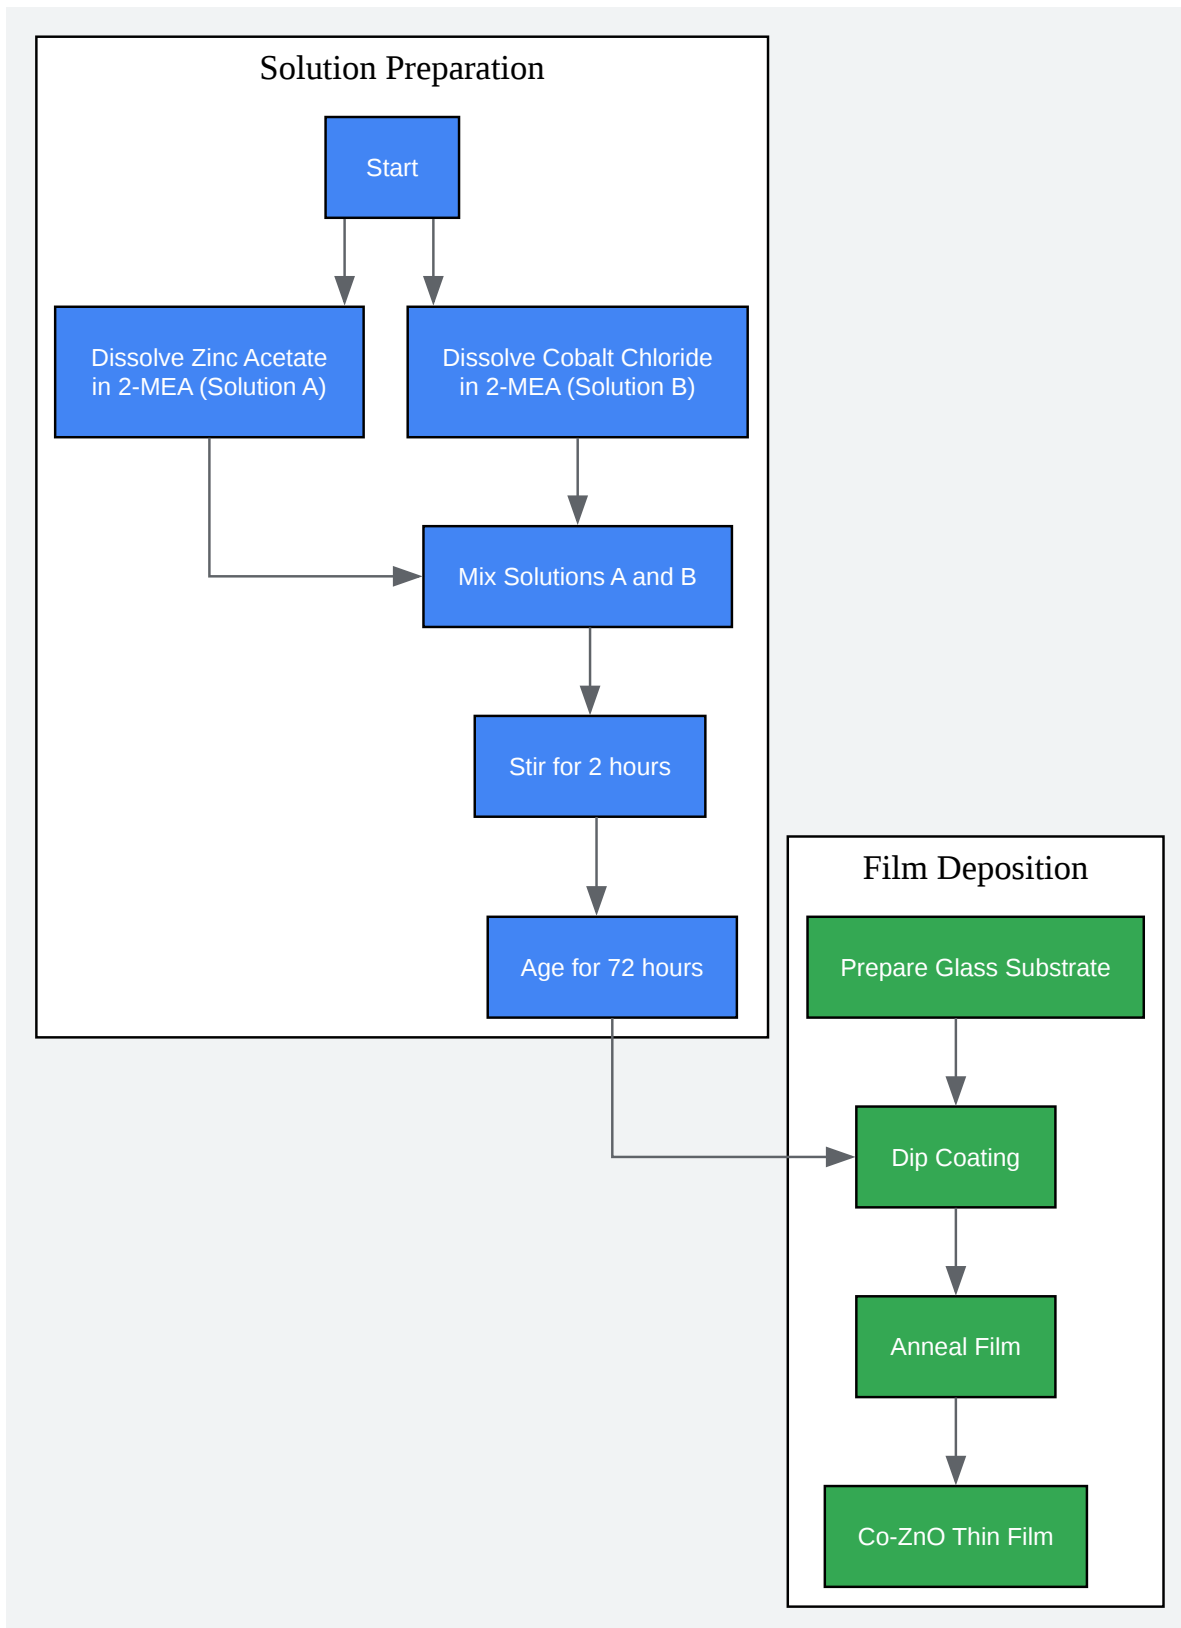 Solution Preparation
Start
Dissolve Zinc Acetate
in 2-MEA (Solution A)
Dissolve Cobalt Chloride
in 2-MEA (Solution B)
Mix Solutions A and B
Stir for 2 hours
Age for 72 hours
Film Deposition
Prepare Glass Substrate
Dip Coating
Anneal Film
Co-ZnO Thin Film